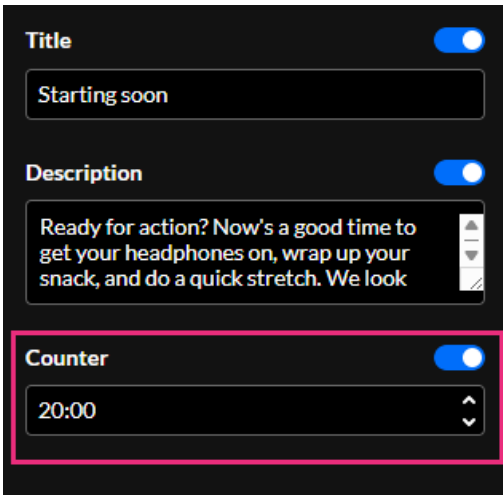 Title
Starting soon
Description
Ready for action? Now's a good time to
get your headphones on, wrap up your
snack, and do a quick stretch. We look
Counter
20:00